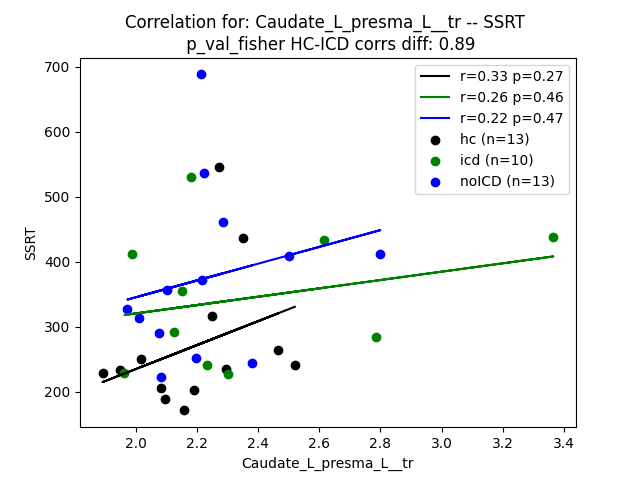 Correlation for: Caudate_L_presma_L__tr -- SSRT
p_val_fisher HC-ICD corrs diff: 0.89
r=0.33 p=0.27
r=0.26 p=0.46
r=0.22 p=0.47
hc (n=13)
icd (n=10)
noICD (n=13)
SSRT
700
600
500
400
300
200
2.0 2.2 2.4 2.6 2.8 3.0 3.2 3.4
Caudate_L_presma_L__tr